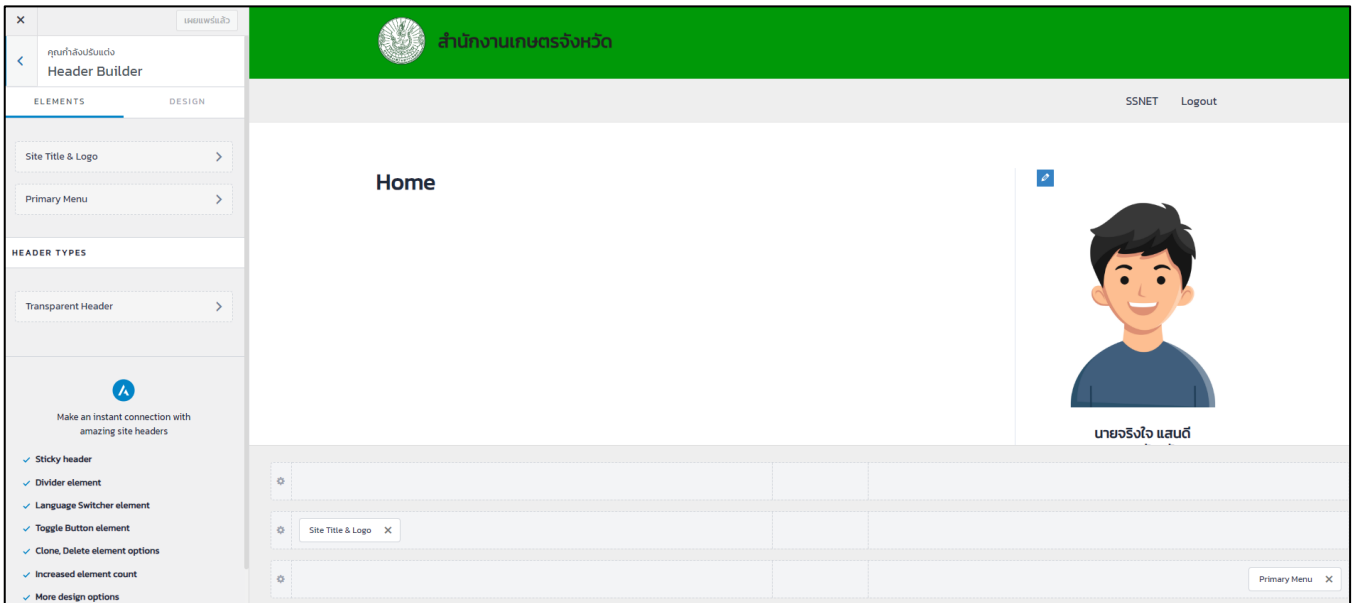 เผยแพร่แล้ว
คุณกำลังปรับแต่ง
Header Builder
ELEMENTS
DESIGN
Site Title & Logo
Primary Menu
HEADER TYPES
Transparent Header
Make an instant connection with
amazing site headers
Sticky header
Divider element
Language Switcher element
Toggle Button element
Clone, Delete element options
Increased element count
More design options
สำนักงานเกษตรจังหวัด
SSNET Logout
Home
นายจริงใจ แสนดี
Site Title & Logo
Primary Menu